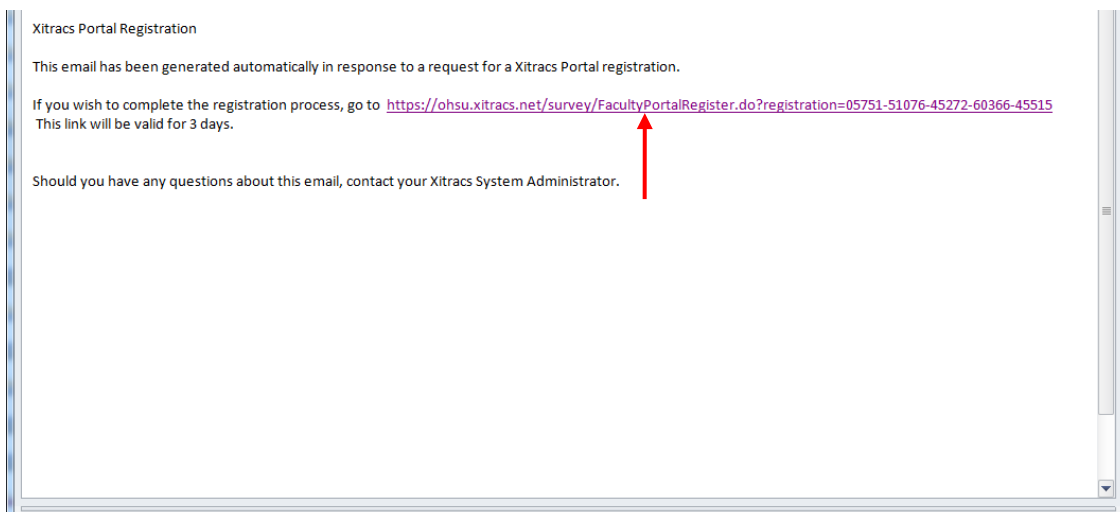 Xitracs Portal Registration
This email has been generated automatically in response to a request for a Xitracs Portal registration.
If you wish to complete the registration process, go to https://ohsu.xitracs.net/survey/FacultyPortalRegister.do?registration=05751-51076-45272-60366-45515
This link will be valid for 3 days.
Should you have any questions about this email, contact your Xitracs System Administrator.